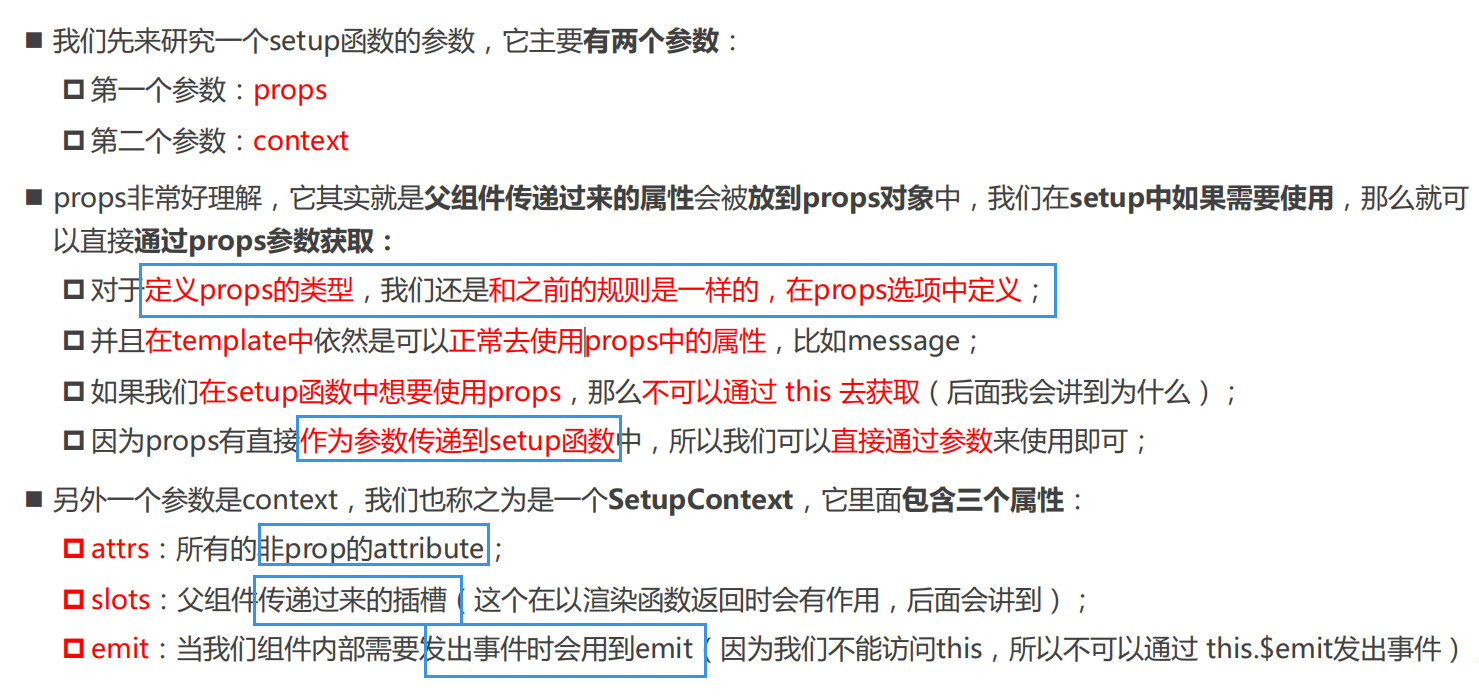 我们先来研究一个setup函数的参数，它主要有两个参数：
第一个参数：props
第二个参数：context
props非常好理解，它其实就是父组件传递过来的属性会被放到props对象中，我们在setup中如果需要使用，那么就可
以直接通过props参数获取：
对于定义props的类型，我们还是和之前的规则是一样的，在props选项中定义；
并且在template中依然是可以正常去使用props中的属性，比如message；
如果我们在setup函数中想要使用props，那么不可以通过 this 去获取（后面我会讲到为什么）；
因为props有直接作为参数传递到setup函数中，所以我们可以直接通过参数来使用即可；
另外一个参数是context，我们也称之为是一个SetupContext，它里面包含三个属性：
attrs：所有的非prop的attribute；
slots：父组件传递过来的插槽（这个在以渲染函数返回时会有作用，后面会讲到）；
emit：当我们组件内部需要发出事件时会用到emit（因为我们不能访问this，所以不可以通过 this.$emit发出事件）